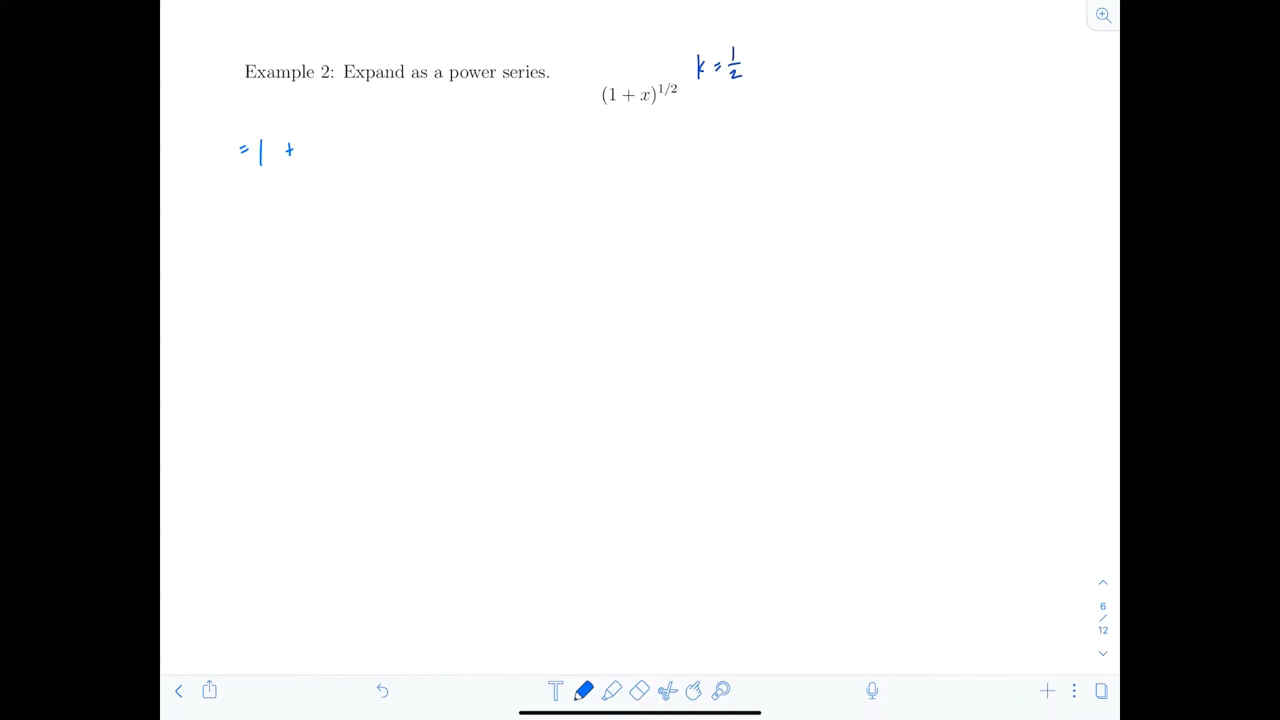 Example 2: Expand as a power series.
k = 1/2
(1 + x)^{1/2}
= 1 +
6
/
12
T